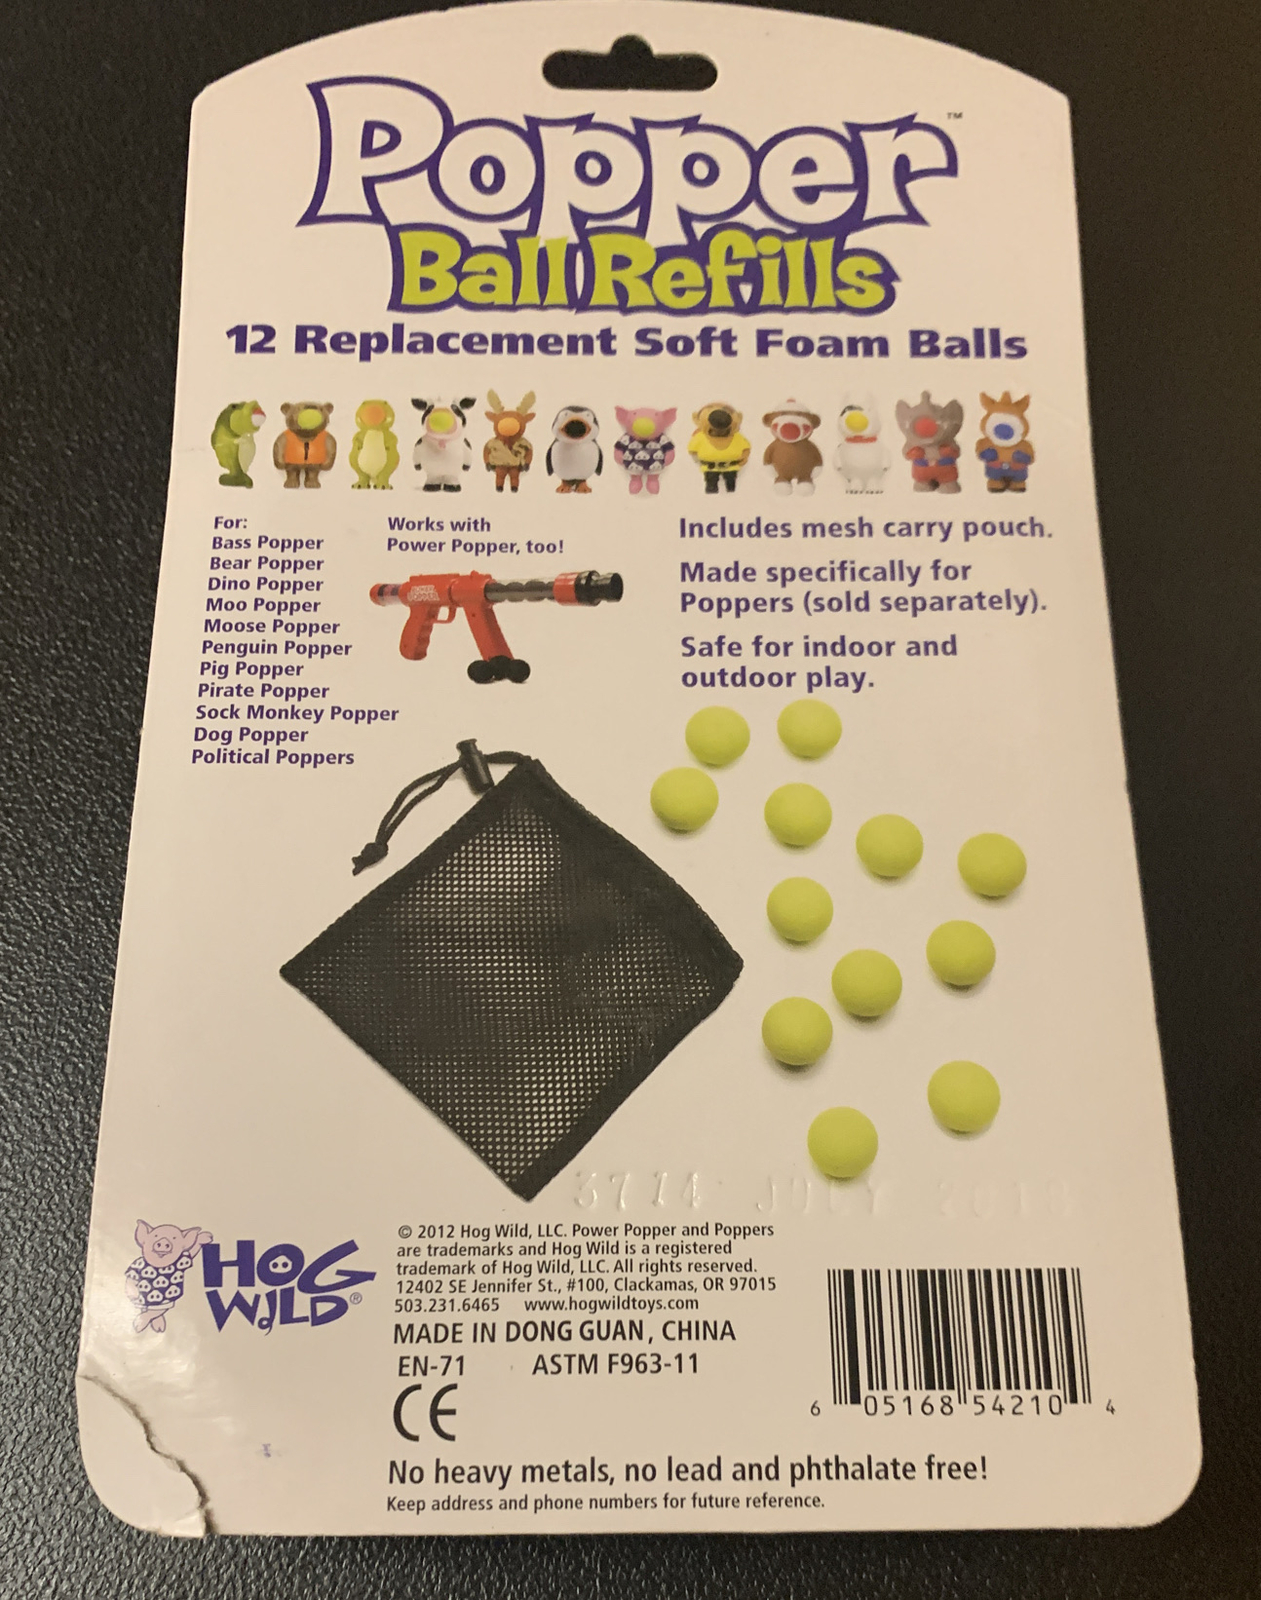 Popper™
Ball Refills
12 Replacement Soft Foam Balls
For:
Bass Popper
Bear Popper
Dino Popper
Moo Popper
Moose Popper
Penguin Popper
Pig Popper
Pirate Popper
Sock Monkey Popper
Dog Popper
Political Poppers
Works with
Power Popper, too!
Includes mesh carry pouch.
Made specifically for
Poppers (sold separately).
Safe for indoor and
outdoor play.
3714 JULY 2013
HOG
WILD®
© 2012 Hog Wild, LLC. Power Popper and Poppers
are trademarks and Hog Wild is a registered
trademark of Hog Wild, LLC. All rights reserved.
12402 SE Jennifer St., #100, Clackamas, OR 97015
503.231.6465 www.hogwildtoys.com
MADE IN DONG GUAN, CHINA
EN-71 ASTM F963-11
CE
6 05168 54210 4
No heavy metals, no lead and phthalate free!
Keep address and phone numbers for future reference.